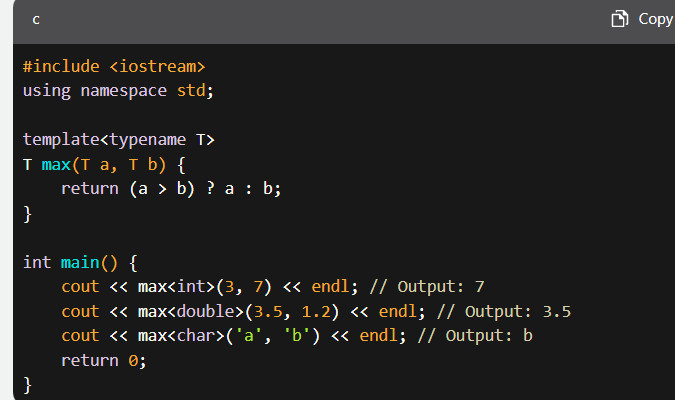 c
Copy
#include <iostream>
using namespace std;
template<typename T>
T max(T a, T b) {
    return (a > b) ? a : b;
}
int main() {
    cout << max<int>(3, 7) << endl; // Output: 7
    cout << max<double>(3.5, 1.2) << endl; // Output: 3.5
    cout << max<char>('a', 'b') << endl; // Output: b
    return 0;
}